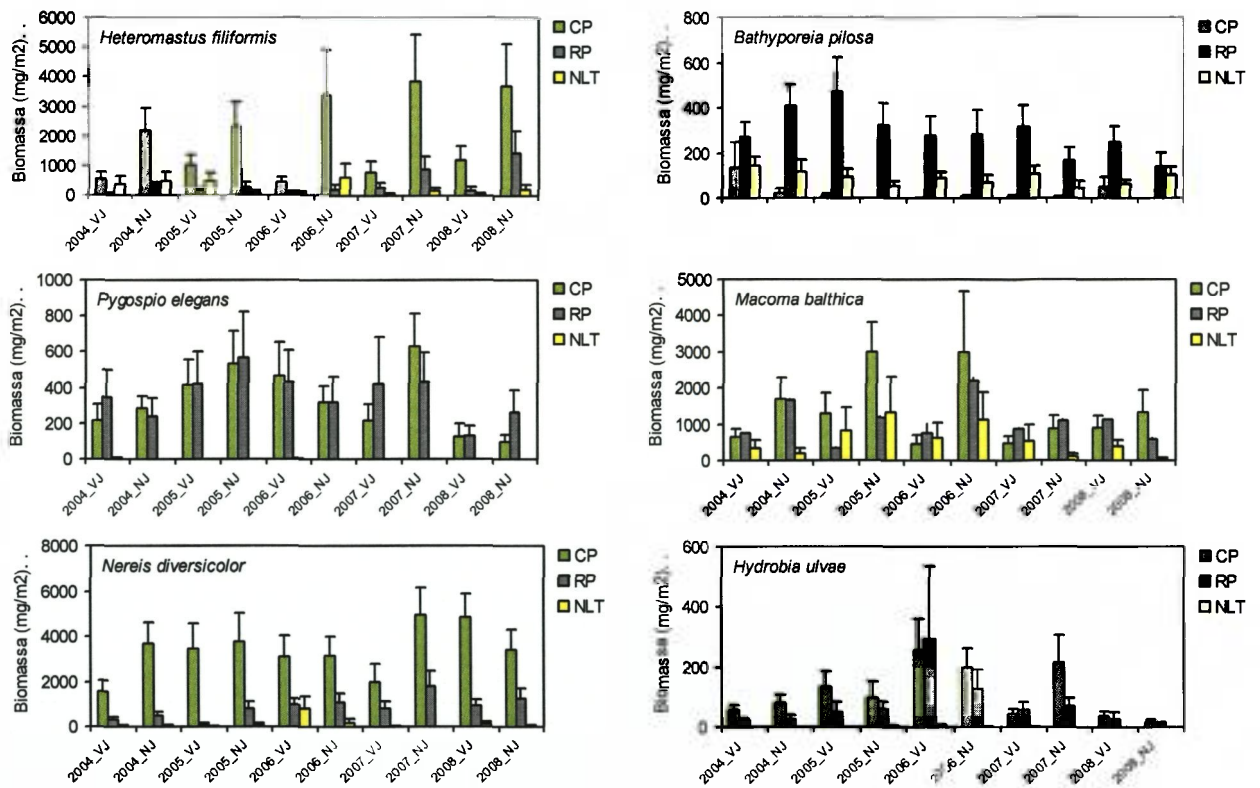 Heteromastus filiformis
Biomassa (mg/m2). .
6000
5000
4000
3000
2000
1000
0
2004_VJ
2004_NJ
2005_VJ
2005_NJ
2006_VJ
2006_NJ
2007_VJ
2007_NJ
2008_VJ
2008_NJ
CP
RP
NLT
Bathyporeia pilosa
Biomassa (mg/m2). .
800
600
400
200
0
CP
RP
NLT
Pygospio elegans
Biomassa (mg/m2). .
1000
800
600
400
200
0
2004_VJ
2004_NJ
2005_VJ
2005_NJ
2006_VJ
2006_NJ
2007_VJ
2007_NJ
2008_VJ
2008_NJ
CP
RP
NLT
Macoma balthica
Biomassa (mg/m2). .
5000
4000
3000
2000
1000
0
2004_VJ
2004_NJ
2005_VJ
2005_NJ
2006_VJ
2006_NJ
2007_VJ
2007_NJ
2008_VJ
2008_NJ
CP
RP
NLT
Nereis diversicolor
Biomassa (mg/m2). .
8000
6000
4000
2000
0
2004_VJ
2004_NJ
2005_VJ
2005_NJ
2006_VJ
2006_NJ
2007_VJ
2007_NJ
2008_VJ
2008_NJ
CP
RP
NLT
Hydrobia ulvae
Biomassa (mg/m2). .
600
400
200
0
2004_VJ
2004_NJ
2005_VJ
2005_NJ
2006_VJ
2007_VJ
2007_NJ
2008_VJ
2008_NJ
CP
RP
NLT